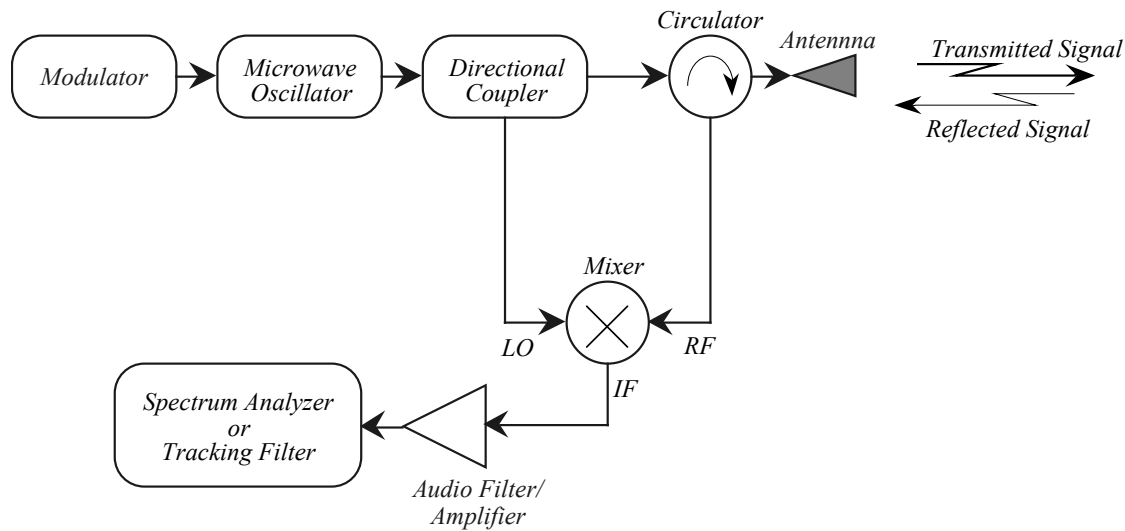 Circulator
Antennna
Modulator
Microwave
Oscillator
Directional
Coupler
Transmitted Signal
Reflected Signal
Mixer
LO
RF
IF
Spectrum Analyzer
or
Tracking Filter
Audio Filter/
Amplifier